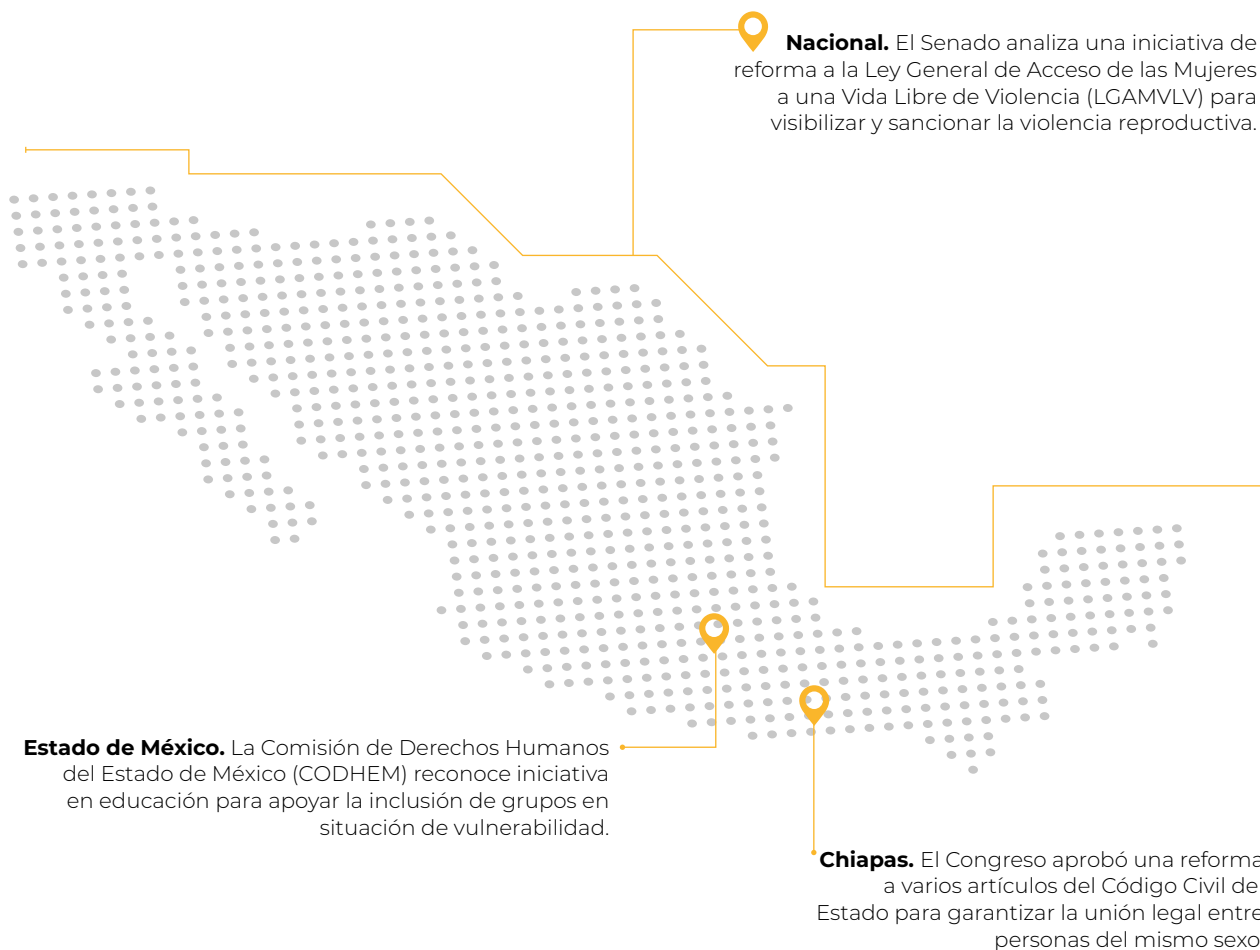 Nacional. El Senado analiza una iniciativa de
reforma a la Ley General de Acceso de las Mujeres
a una Vida Libre de Violencia (LGAMVLV) para
visibilizar y sancionar la violencia reproductiva.
Estado de México. La Comisión de Derechos Humanos
del Estado de México (CODHEM) reconoce iniciativa
en educación para apoyar la inclusión de grupos en
situación de vulnerabilidad.
Chiapas. El Congreso aprobó una reforma
a varios artículos del Código Civil de
Estado para garantizar la unión legal entre
personas del mismo sexo